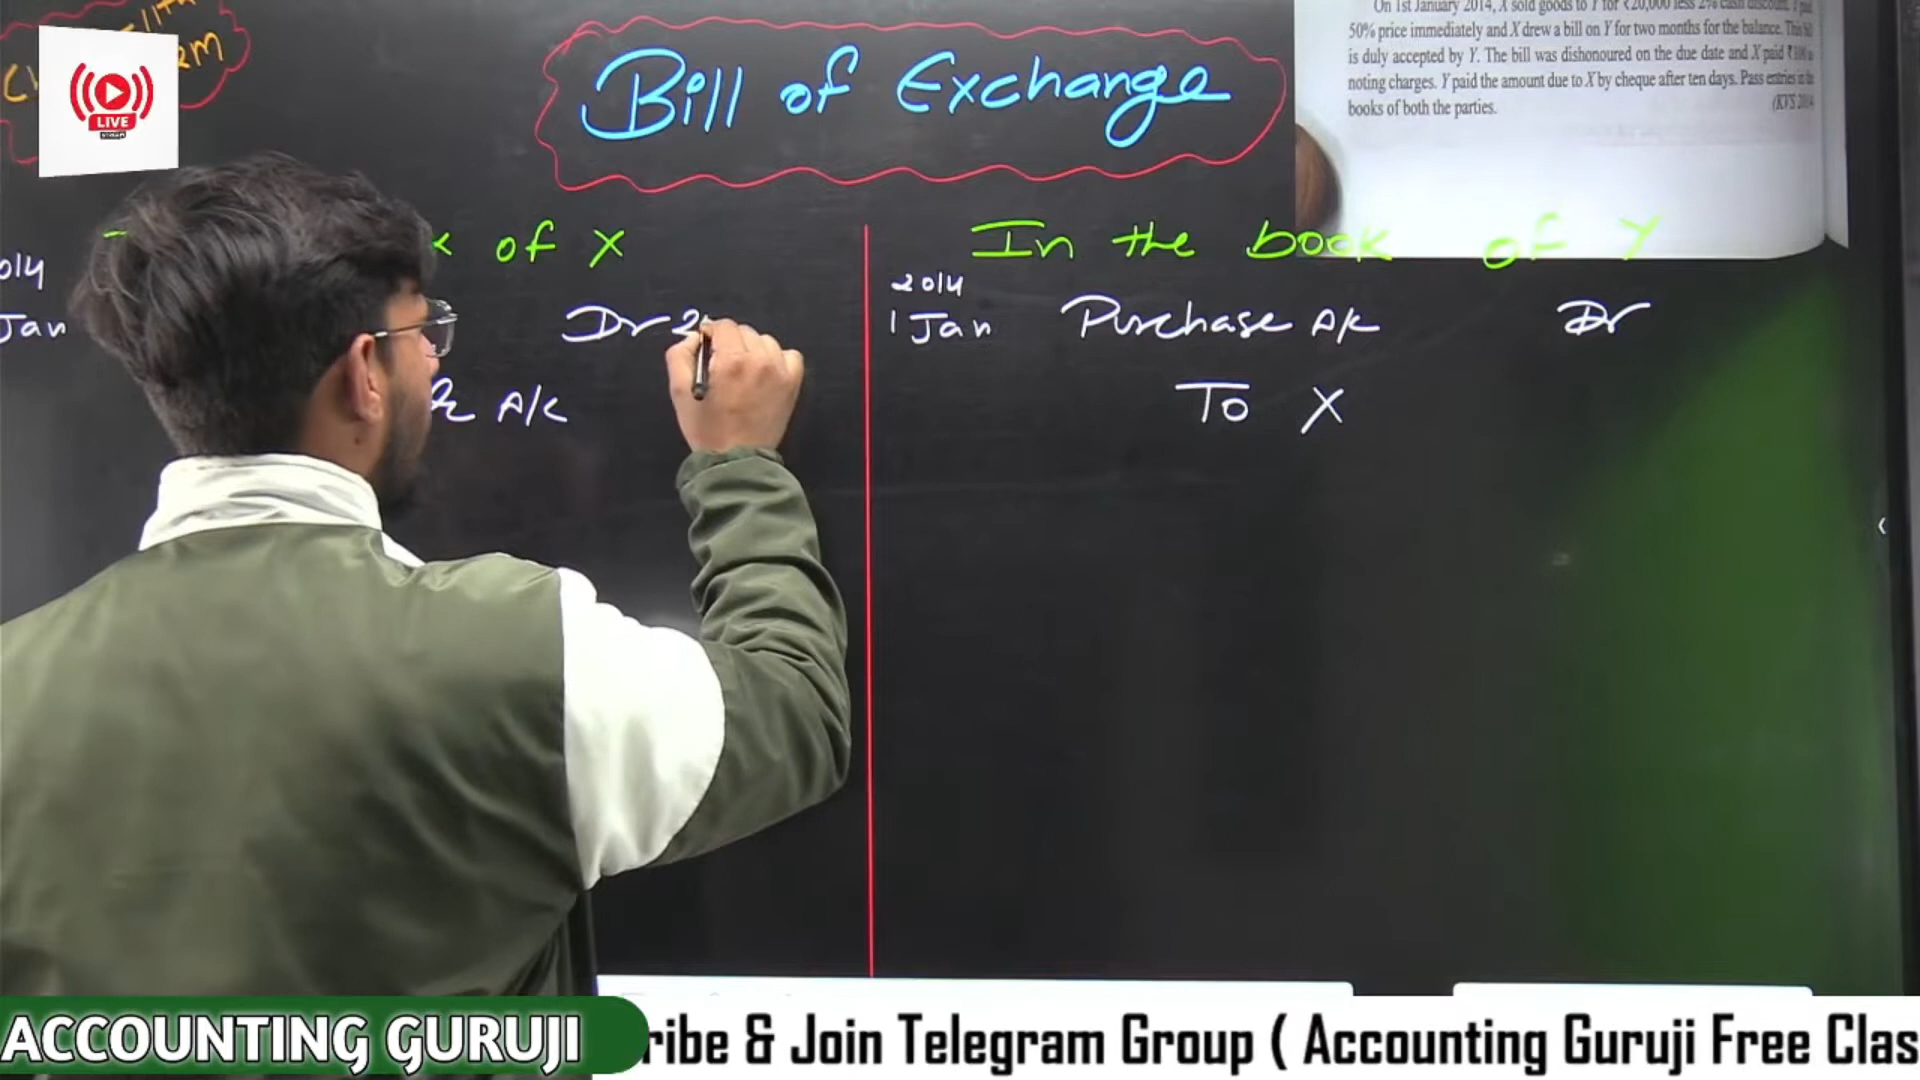 LIVE
Bill of Exchange
On 1st January 2014, X sold goods to Y for ₹20,000 less 2% cash discount. Y paid
50% price immediately and X drew a bill on Y for two months for the balance. This bill
is duly accepted by Y. The bill was dishonoured on the due date and X paid ₹100 as
noting charges. Y paid the amount due to X by cheque after ten days. Pass entries in the
books of both the parties. (KVS 2014
of X
In the book of Y
Jan
Dr
A/c
2014
1 Jan Purchase A/c Dr
To X
ACCOUNTING GURUJI
ribe & Join Telegram Group ( Accounting Guruji Free Clas